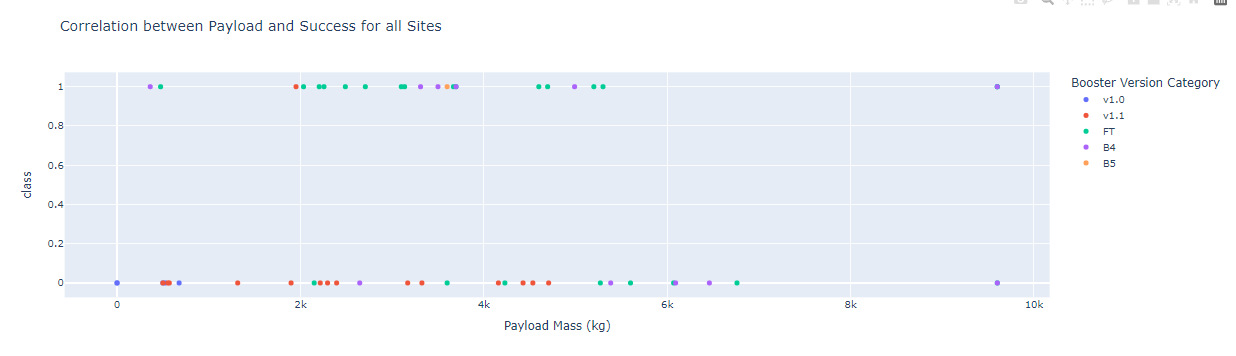 Correlation between Payload and Success for all Sites
Booster Version Category
v1.0
v1.1
FT
B4
B5
1
0.8
0.6
0.4
0.2
0
class
0 2k 4k 6k 8k 10k
Payload Mass (kg)